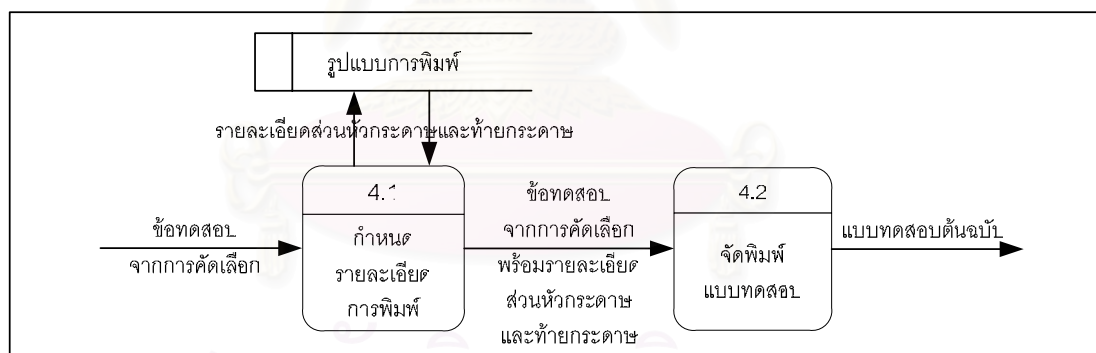 รูปแบบการพิมพ์
รายละเอียดส่วนหัวกระดาษและท้ายกระดาษ
ข้อทดสอบ
จากการคัดเลือก
4.1
กำหนด
รายละเอียด
การพิมพ์
ข้อทดสอบ
จากการคัดเลือก
พร้อมรายละเอียด
ส่วนหัวกระดาษ
และท้ายกระดาษ
4.2
จัดพิมพ์
แบบทดสอบ
แบบทดสอบต้นฉบับ